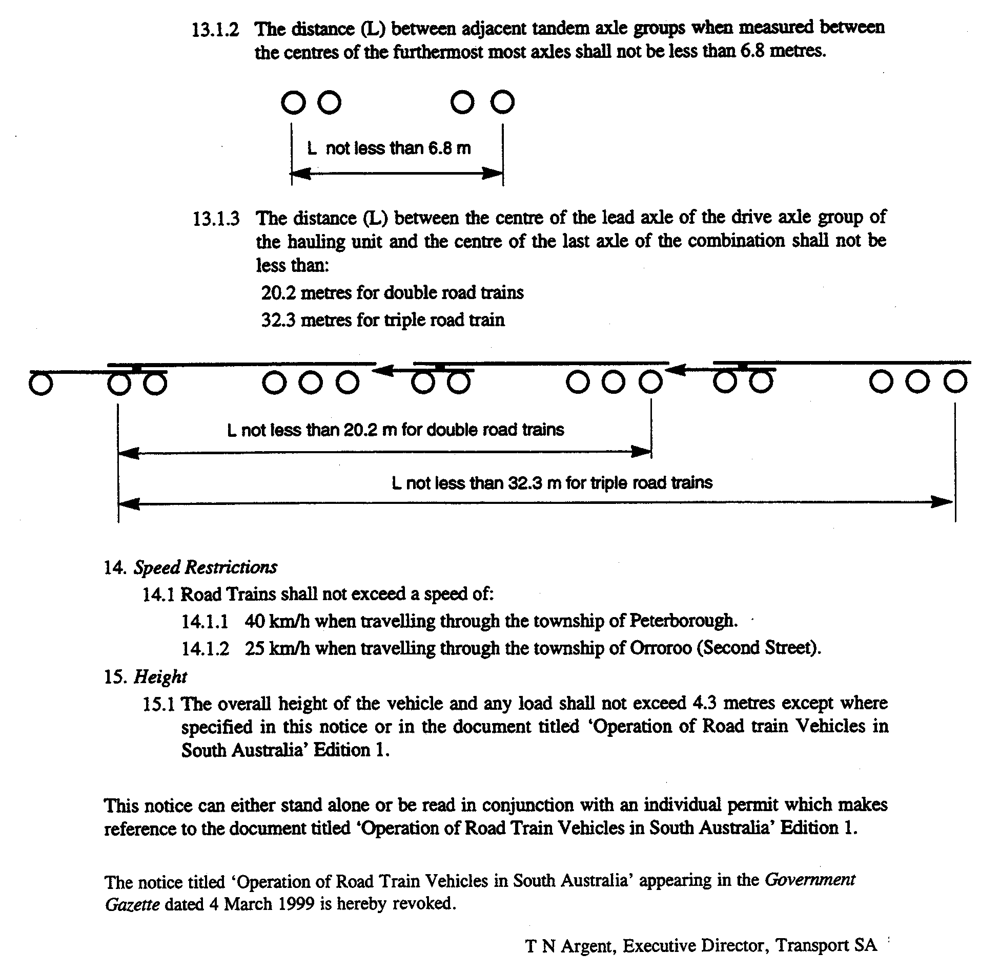 13.1.2 The distance (L) between adjacent tandem axle groups when measured between
the centres of the furthermost most axles shall not be less than 6.8 metres.
L not less than 6.8 m
13.1.3 The distance (L) between the centre of the lead axle of the drive axle group of
the hauling unit and the centre of the last axle of the combination shall not be
less than:
20.2 metres for double road trains
32.3 metres for triple road train
L not less than 20.2 m for double road trains
L not less than 32.3 m for triple road trains
14. Speed Restrictions
14.1 Road Trains shall not exceed a speed of:
14.1.1 40 km/h when travelling through the township of Peterborough.
14.1.2 25 km/h when travelling through the township of Orroroo (Second Street).
15. Height
15.1 The overall height of the vehicle and any load shall not exceed 4.3 metres except where
specified in this notice or in the document titled ‘Operation of Road train Vehicles in
South Australia’ Edition 1.
This notice can either stand alone or be read in conjunction with an individual permit which makes
reference to the document titled ‘Operation of Road Train Vehicles in South Australia’ Edition 1.
The notice titled ‘Operation of Road Train Vehicles in South Australia’ appearing in the Government
Gazette dated 4 March 1999 is hereby revoked.
T N Argent, Executive Director, Transport SA